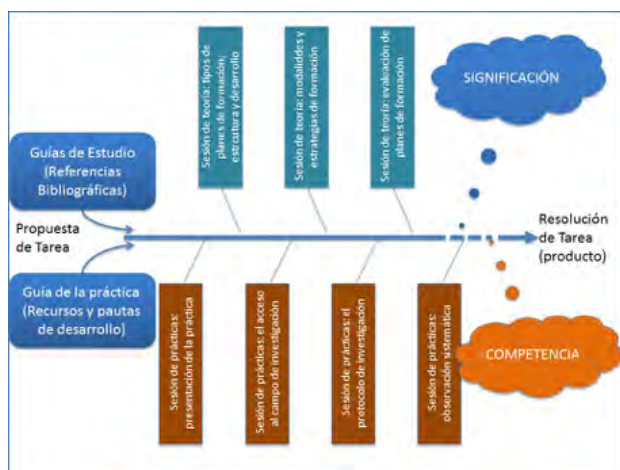 Sesión de teoría: tipos de
planes de formación,
estrcutura y desarrollo
Sesión de teoría: modaliddes y
estrategias de formación
Sesión de teoría: evaluación de
planes de formación
SIGNIFICACIÓN
Guías de Estudio
(Referencias
Bibliográficas)
Propuesta
de Tarea
Resolución
de Tarea
(producto)
Guía de la práctica
(Recursos y pautas
de desarrollo)
Sesión de prácticas:
presentación de la práctica
Sesión de prácticas: el acceso
al campo de investigación
Sesión de prácticas: el
protocolo de investigación
Sesión de prácticas:
observación sistemática
COMPETENCIA